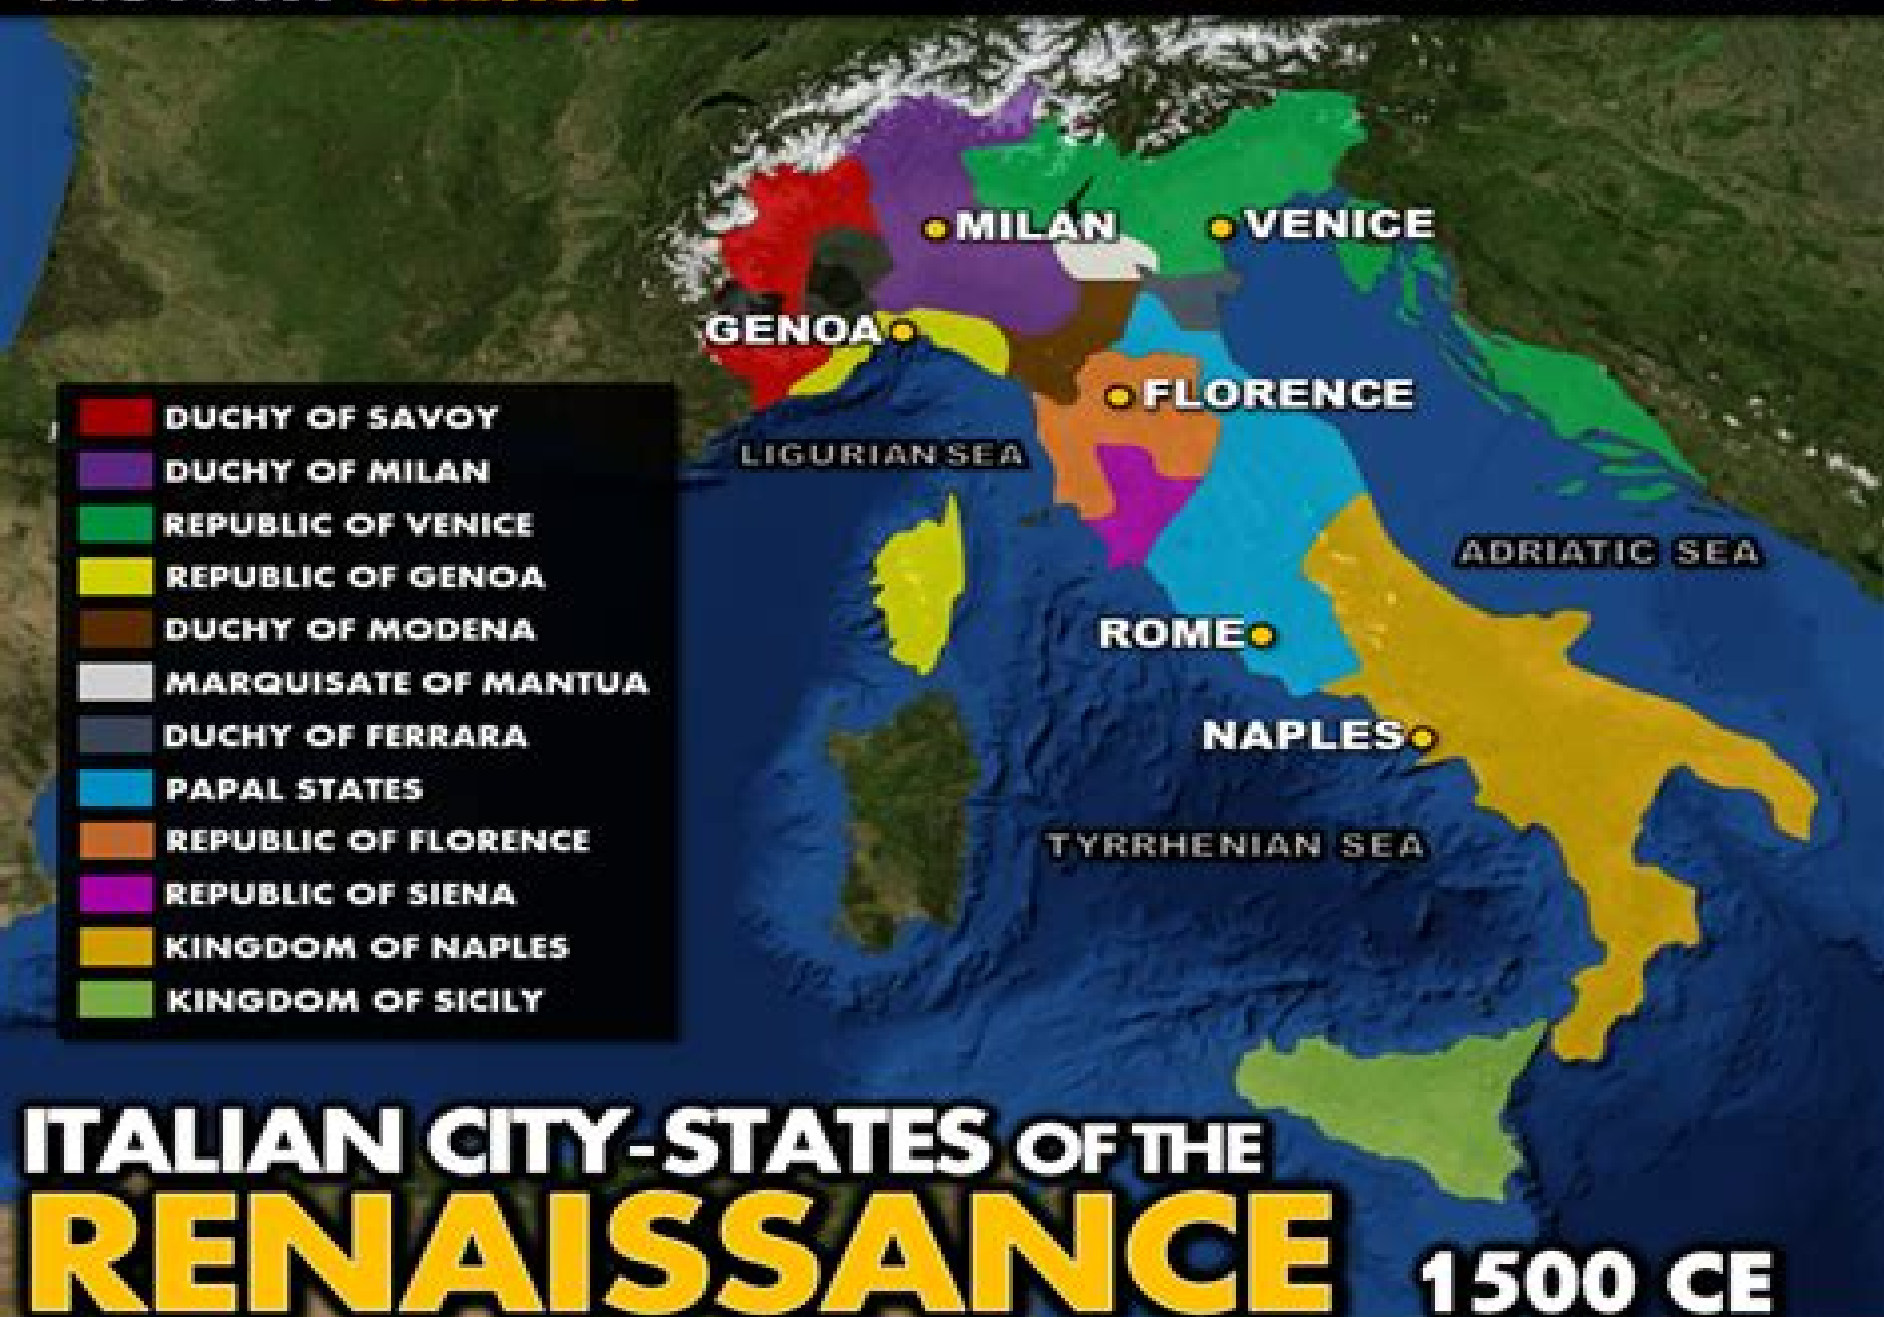 MILAN
VENICE
GENOA
FLORENCE
LIGURIAN SEA
ADRIATIC SEA
ROME
NAPLES
TYRRHENIAN SEA
DUCHY OF SAVOY
DUCHY OF MILAN
REPUBLIC OF VENICE
REPUBLIC OF GENOA
DUCHY OF MODENA
MARQUISATE OF MANTUA
DUCHY OF FERRARA
PAPAL STATES
REPUBLIC OF FLORENCE
REPUBLIC OF SIENA
KINGDOM OF NAPLES
KINGDOM OF SICILY
ITALIAN CITY-STATES OF THE
RENAISSANCE
1500 CE